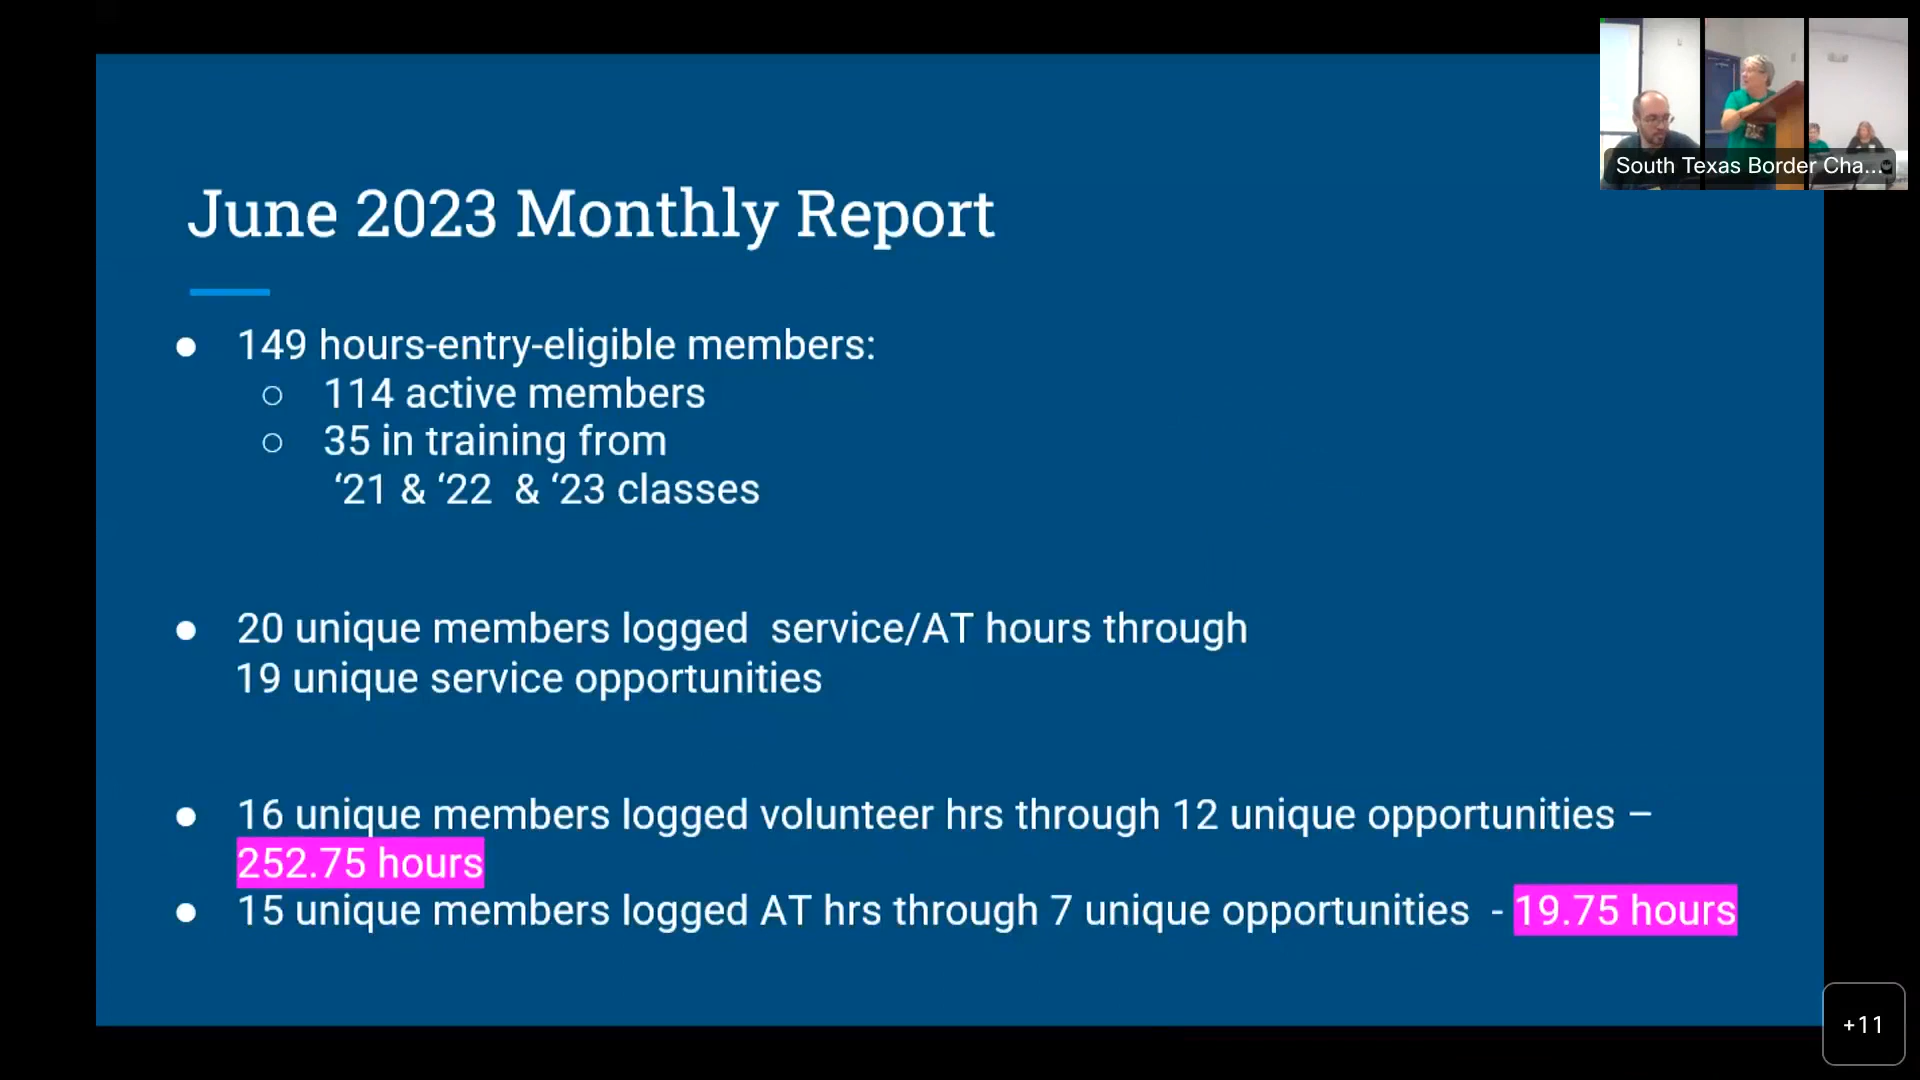 South Texas Border Cha...
June 2023 Monthly Report
● 149 hours-entry-eligible members:
○ 114 active members
○ 35 in training from
‘21 & ‘22 & ‘23 classes
● 20 unique members logged service/AT hours through
19 unique service opportunities
● 16 unique members logged volunteer hrs through 12 unique opportunities –
252.75 hours
● 15 unique members logged AT hrs through 7 unique opportunities - 19.75 hours
+11